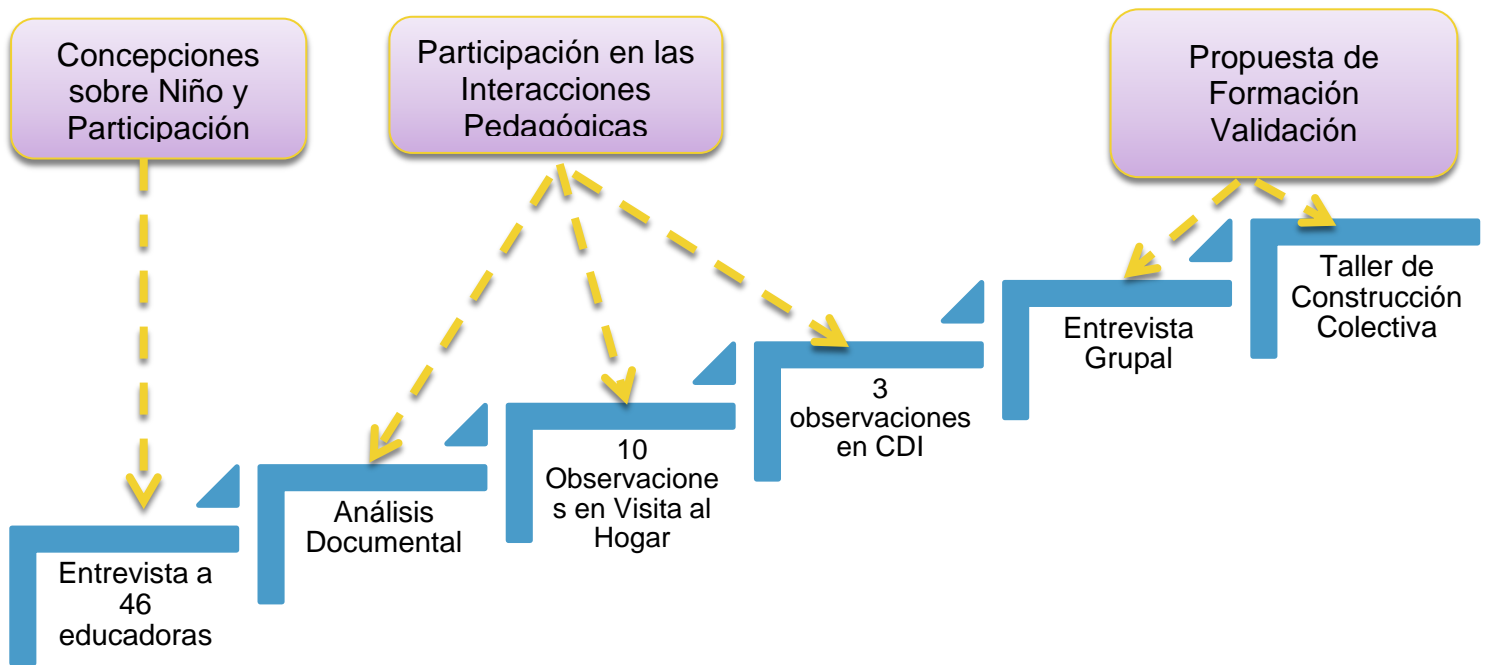 Concepciones
sobre Niño y
Participación
Participación en las
Interacciones
Pedagógicas
Propuesta de
Formación
Validación
Entrevista a
46
educadoras
Análisis
Documental
10
Observacione
s en Visita al
Hogar
3
observaciones
en CDI
Entrevista
Grupal
Taller de
Construcción
Colectiva